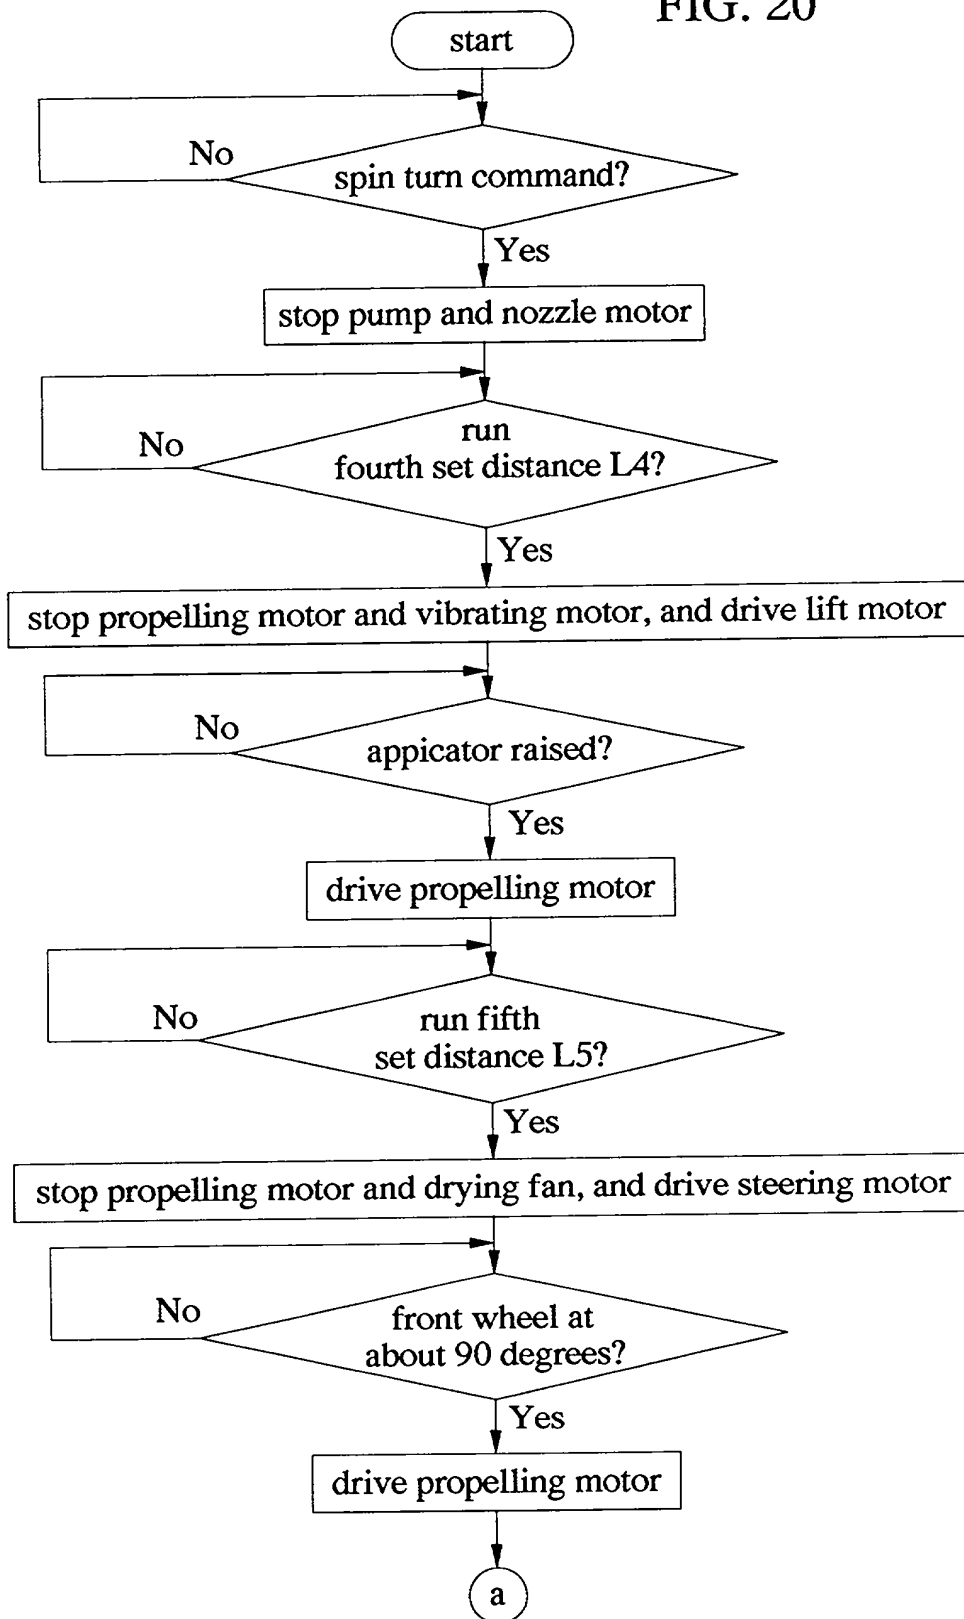 FIG. 20
start
No
spin turn command?
Yes
stop pump and nozzle motor
No
run
fourth set distance L4?
Yes
stop propelling motor and vibrating motor, and drive lift motor
No
appicator raised?
Yes
drive propelling motor
No
run fifth
set distance L5?
Yes
stop propelling motor and drying fan, and drive steering motor
No
front wheel at
about 90 degrees?
Yes
drive propelling motor
a